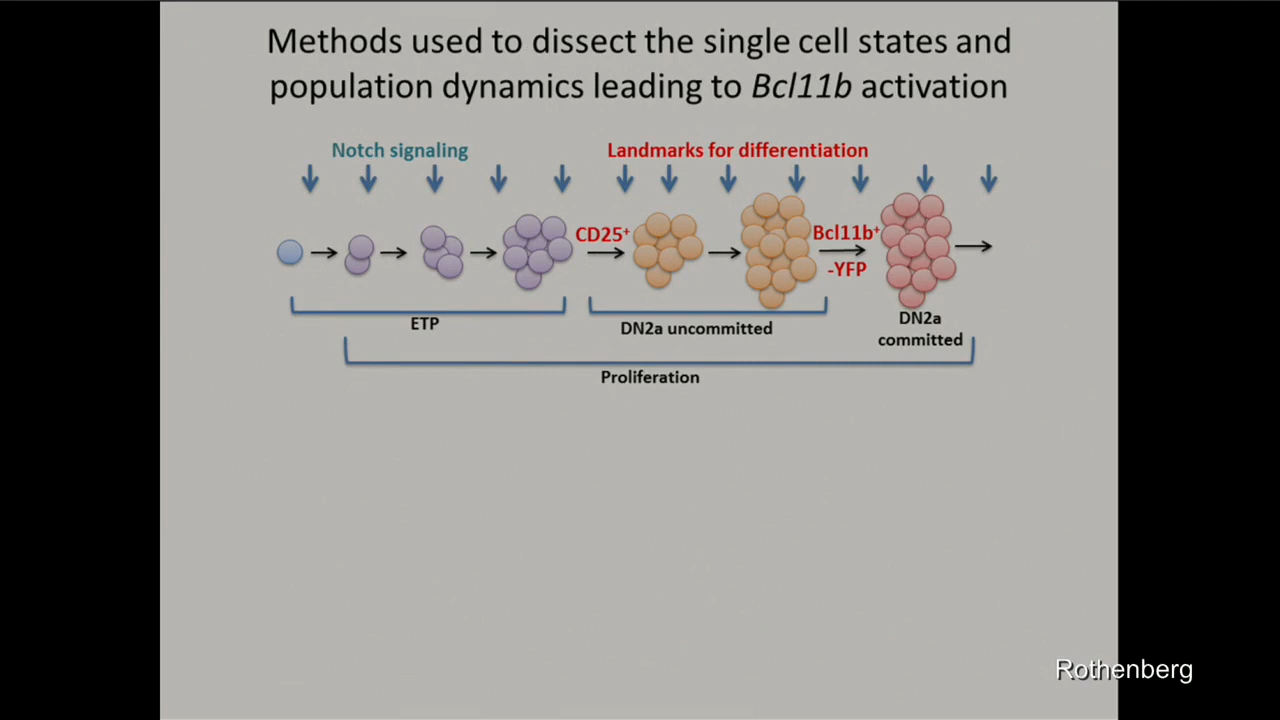 Methods used to dissect the single cell states and
population dynamics leading to Bcl11b activation
Notch signaling
Landmarks for differentiation
CD25+
Bcl11b+
-YFP
ETP
DN2a uncommitted
DN2a
committed
Proliferation
Rothenberg